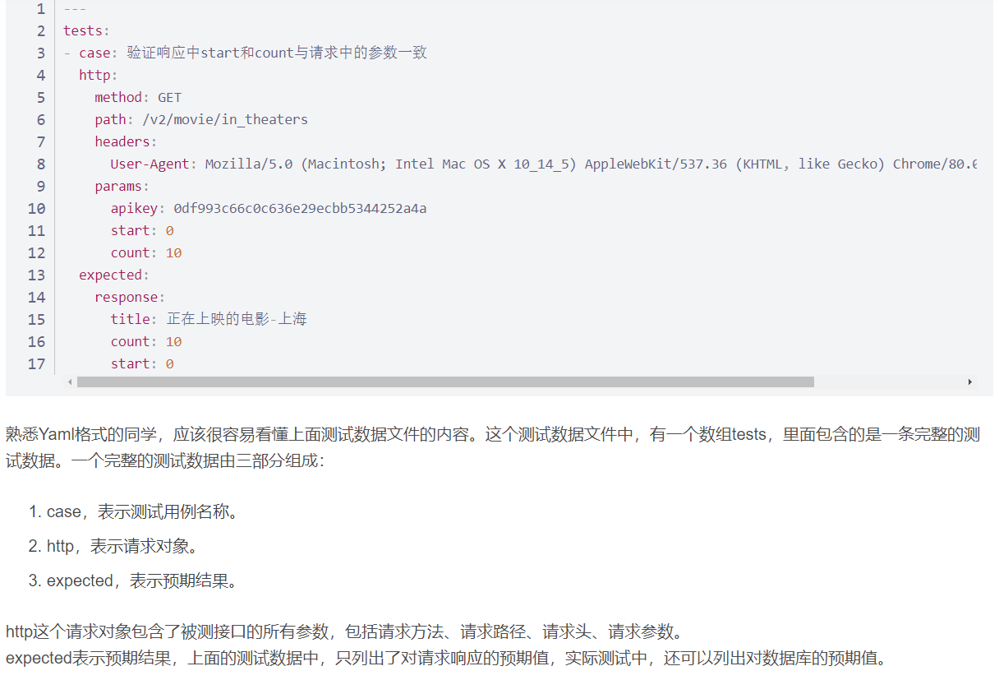 1 ---
2 tests:
3 - case: 验证响应中start和count与请求中的参数一致
4 http:
5 method: GET
6 path: /v2/movie/in_theaters
7 headers:
8 User-Agent: Mozilla/5.0 (Macintosh; Intel Mac OS X 10_14_5) AppleWebKit/537.36 (KHTML, like Gecko) Chrome/80.0
9 params:
10 apikey: 0df993c66c0c636e29ecbb5344252a4a
11 start: 0
12 count: 10
13 expected:
14 response:
15 title: 正在上映的电影-上海
16 count: 10
17 start: 0
熟悉Yaml格式的同学，应该很容易看懂上面测试数据文件的内容。这个测试数据文件中，有一个数组tests，里面包含的是一条完整的测
试数据。一个完整的测试数据由三部分组成：
1. case，表示测试用例名称。
2. http，表示请求对象。
3. expected，表示预期结果。
http这个请求对象包含了被测接口的所有参数，包括请求方法、请求路径、请求头、请求参数。
expected表示预期结果，上面的测试数据中，只列出了对请求响应的预期值，实际测试中，还可以列出对数据库的预期值。